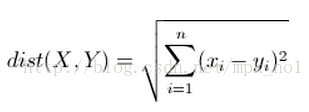 dist(X, Y) = \sqrt{\sum_{i=1}^{n} (x_i - y_i)^2}